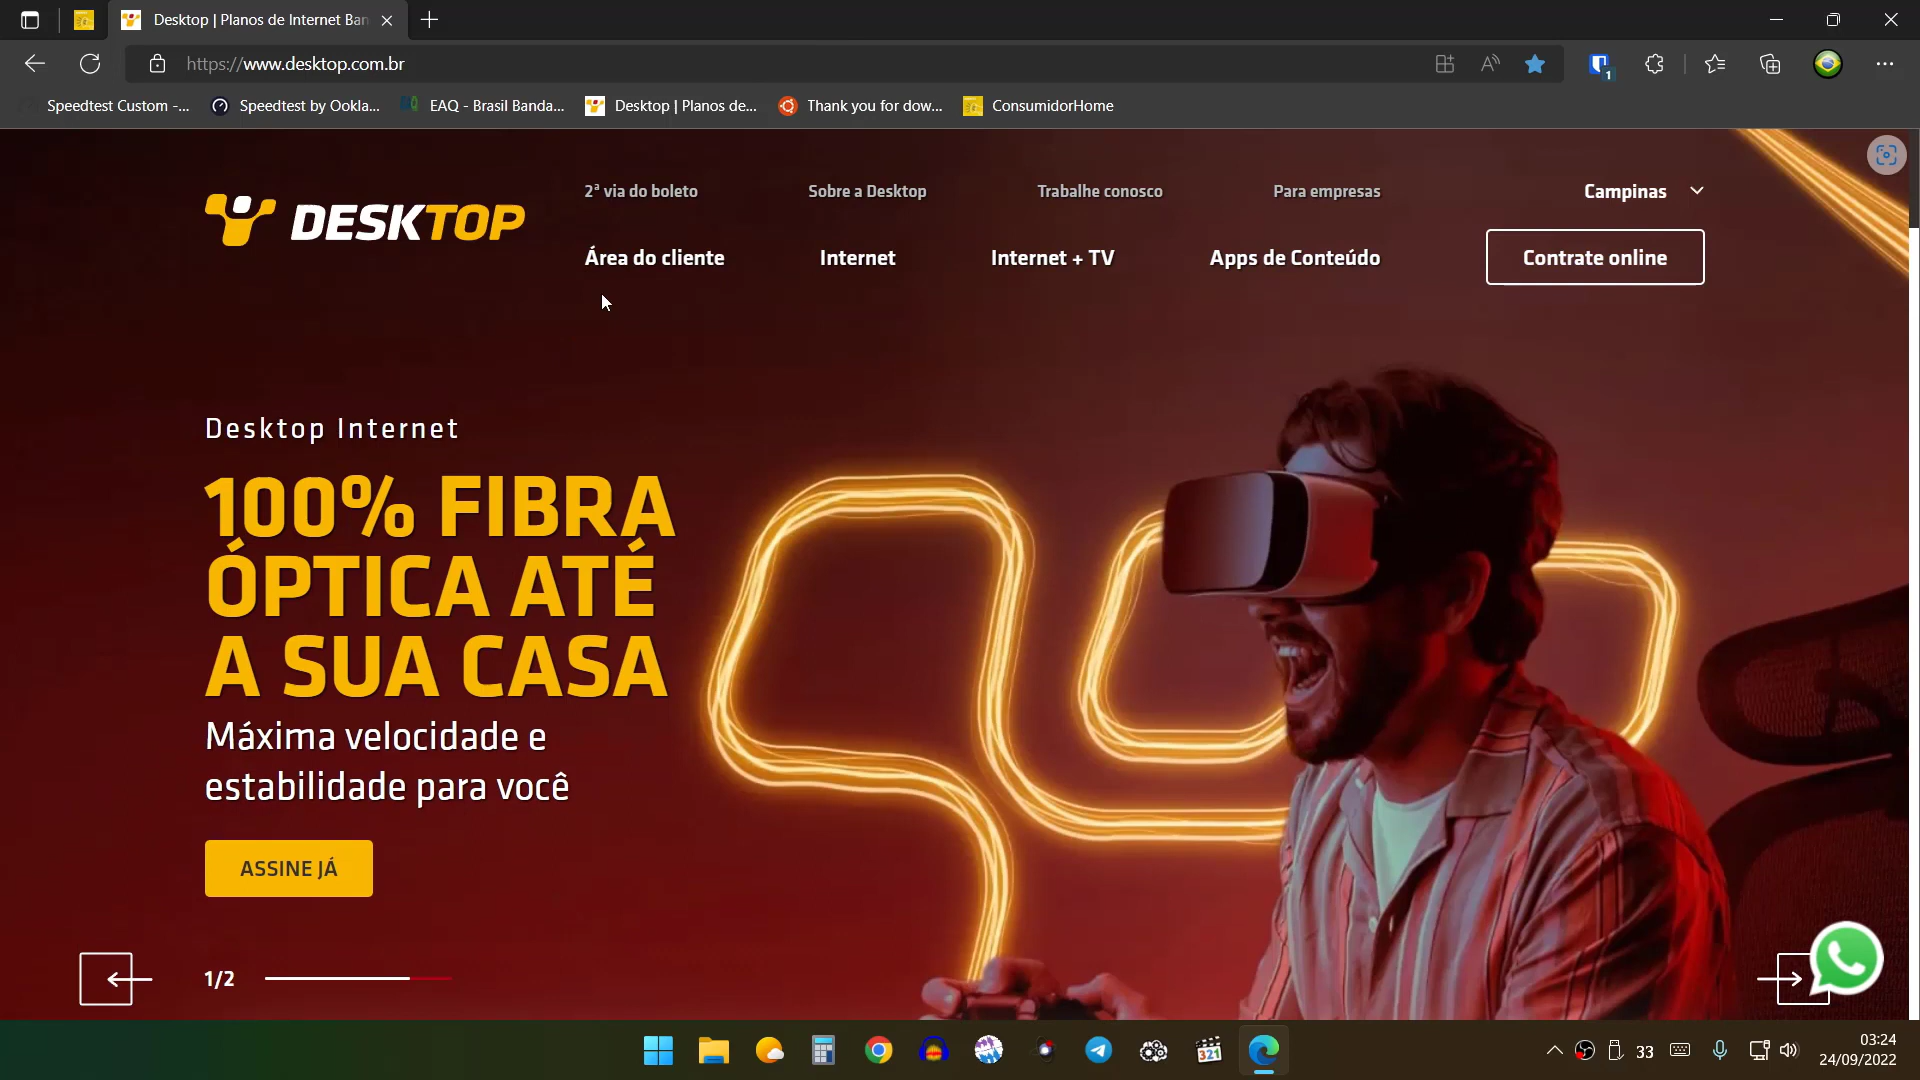 Desktop | Planos de Internet Ban
https://www.desktop.com.br
1
Speedtest Custom -...
Speedtest by Ookla...
EAQ - Brasil Banda...
Desktop | Planos de...
Thank you for dow...
ConsumidorHome
DESKTOP
2ª via do boleto
Sobre a Desktop
Trabalhe conosco
Para empresas
Campinas
Área do cliente
Internet
Internet + TV
Apps de Conteúdo
Contrate online
Desktop Internet
100% FIBRA
ÓPTICA ATÉ
A SUA CASA
Máxima velocidade e
estabilidade para você
ASSINE JÁ
1/2
321
33
03:24
24/09/2022